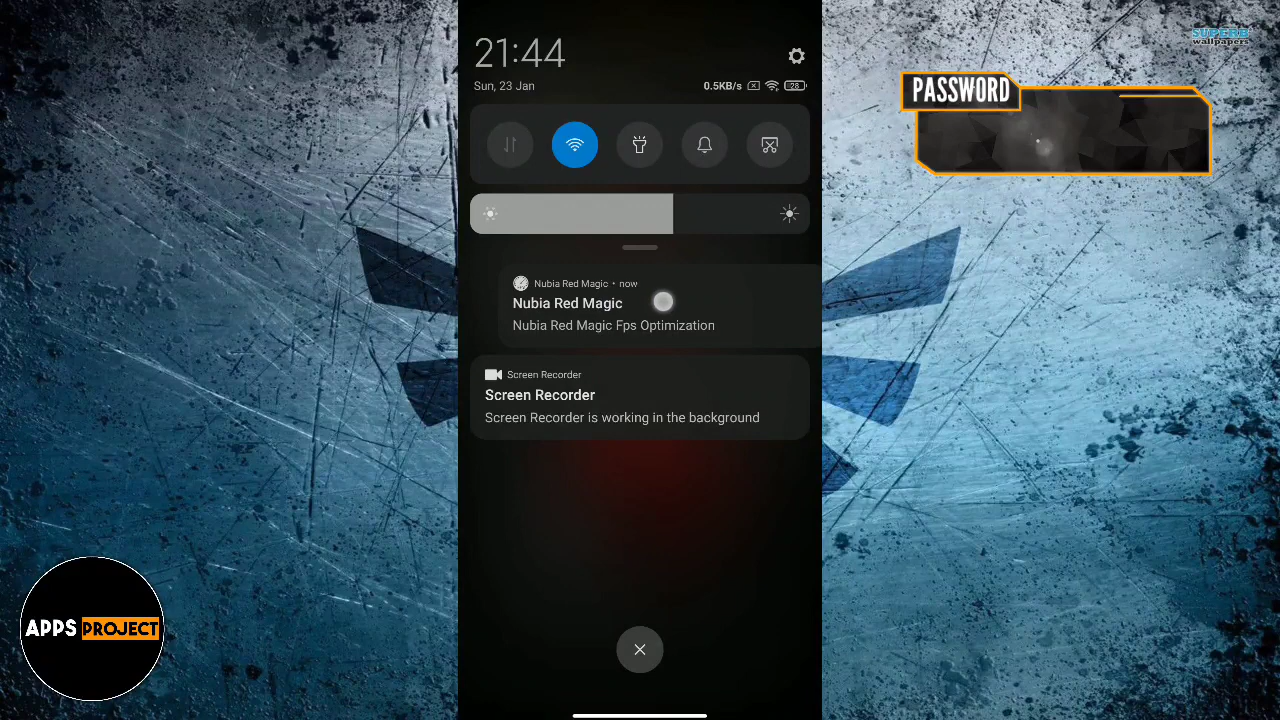 21:44
Sun, 23 Jan
0.5KB/s
28
Nubia Red Magic • now
Nubia Red Magic
Nubia Red Magic Fps Optimization
Screen Recorder
Screen Recorder
Screen Recorder is working in the background
SUPERB
wallpapers
PASSWORD
APPS PROJECT